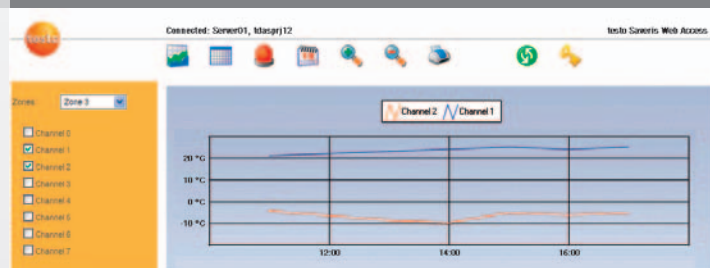 testo
Connected: Server01, tdasprj12
testo Saveris Web Access
Zones
Zone 3
Channel 0
Channel 1
Channel 2
Channel 3
Channel 4
Channel 5
Channel 6
Channel 7
Channel 2
Channel 1
20 °C
10 °C
0 °C
-10 °C
12:00
14:00
16:00